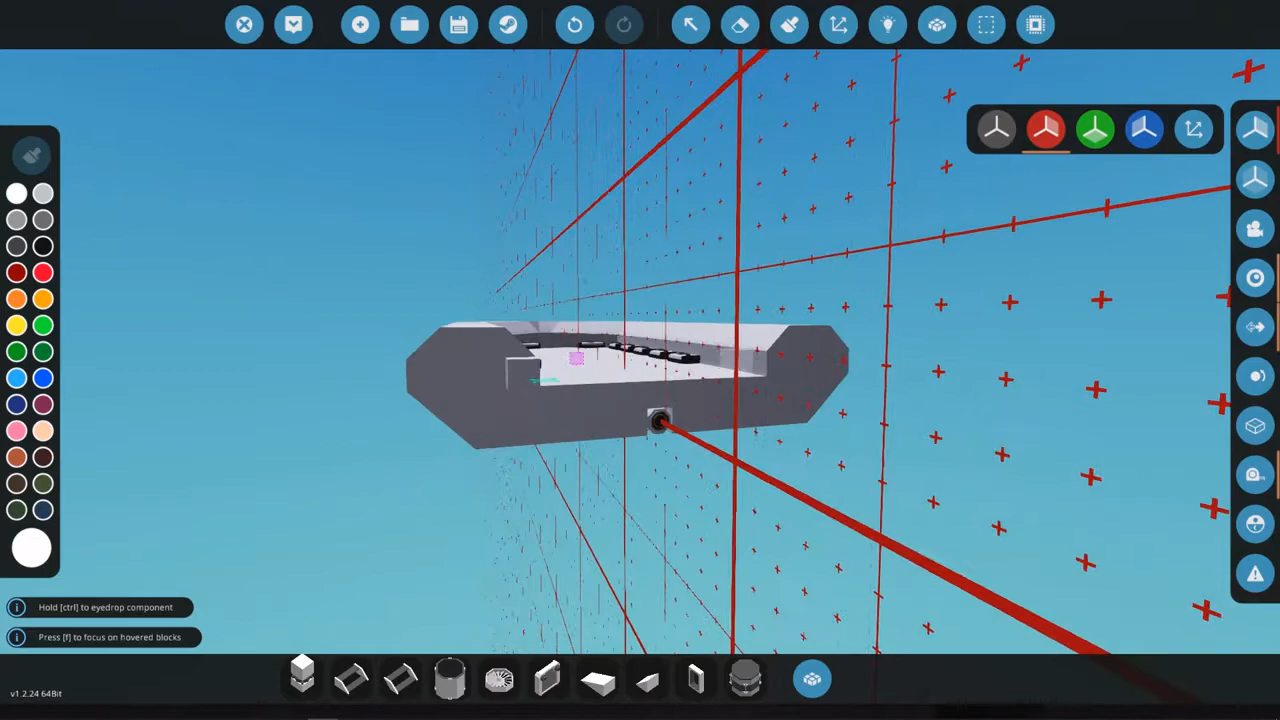 Hold [ctrl] to eyedrop component
Press [f] to focus on hovered blocks
v1.2.24 64Bit